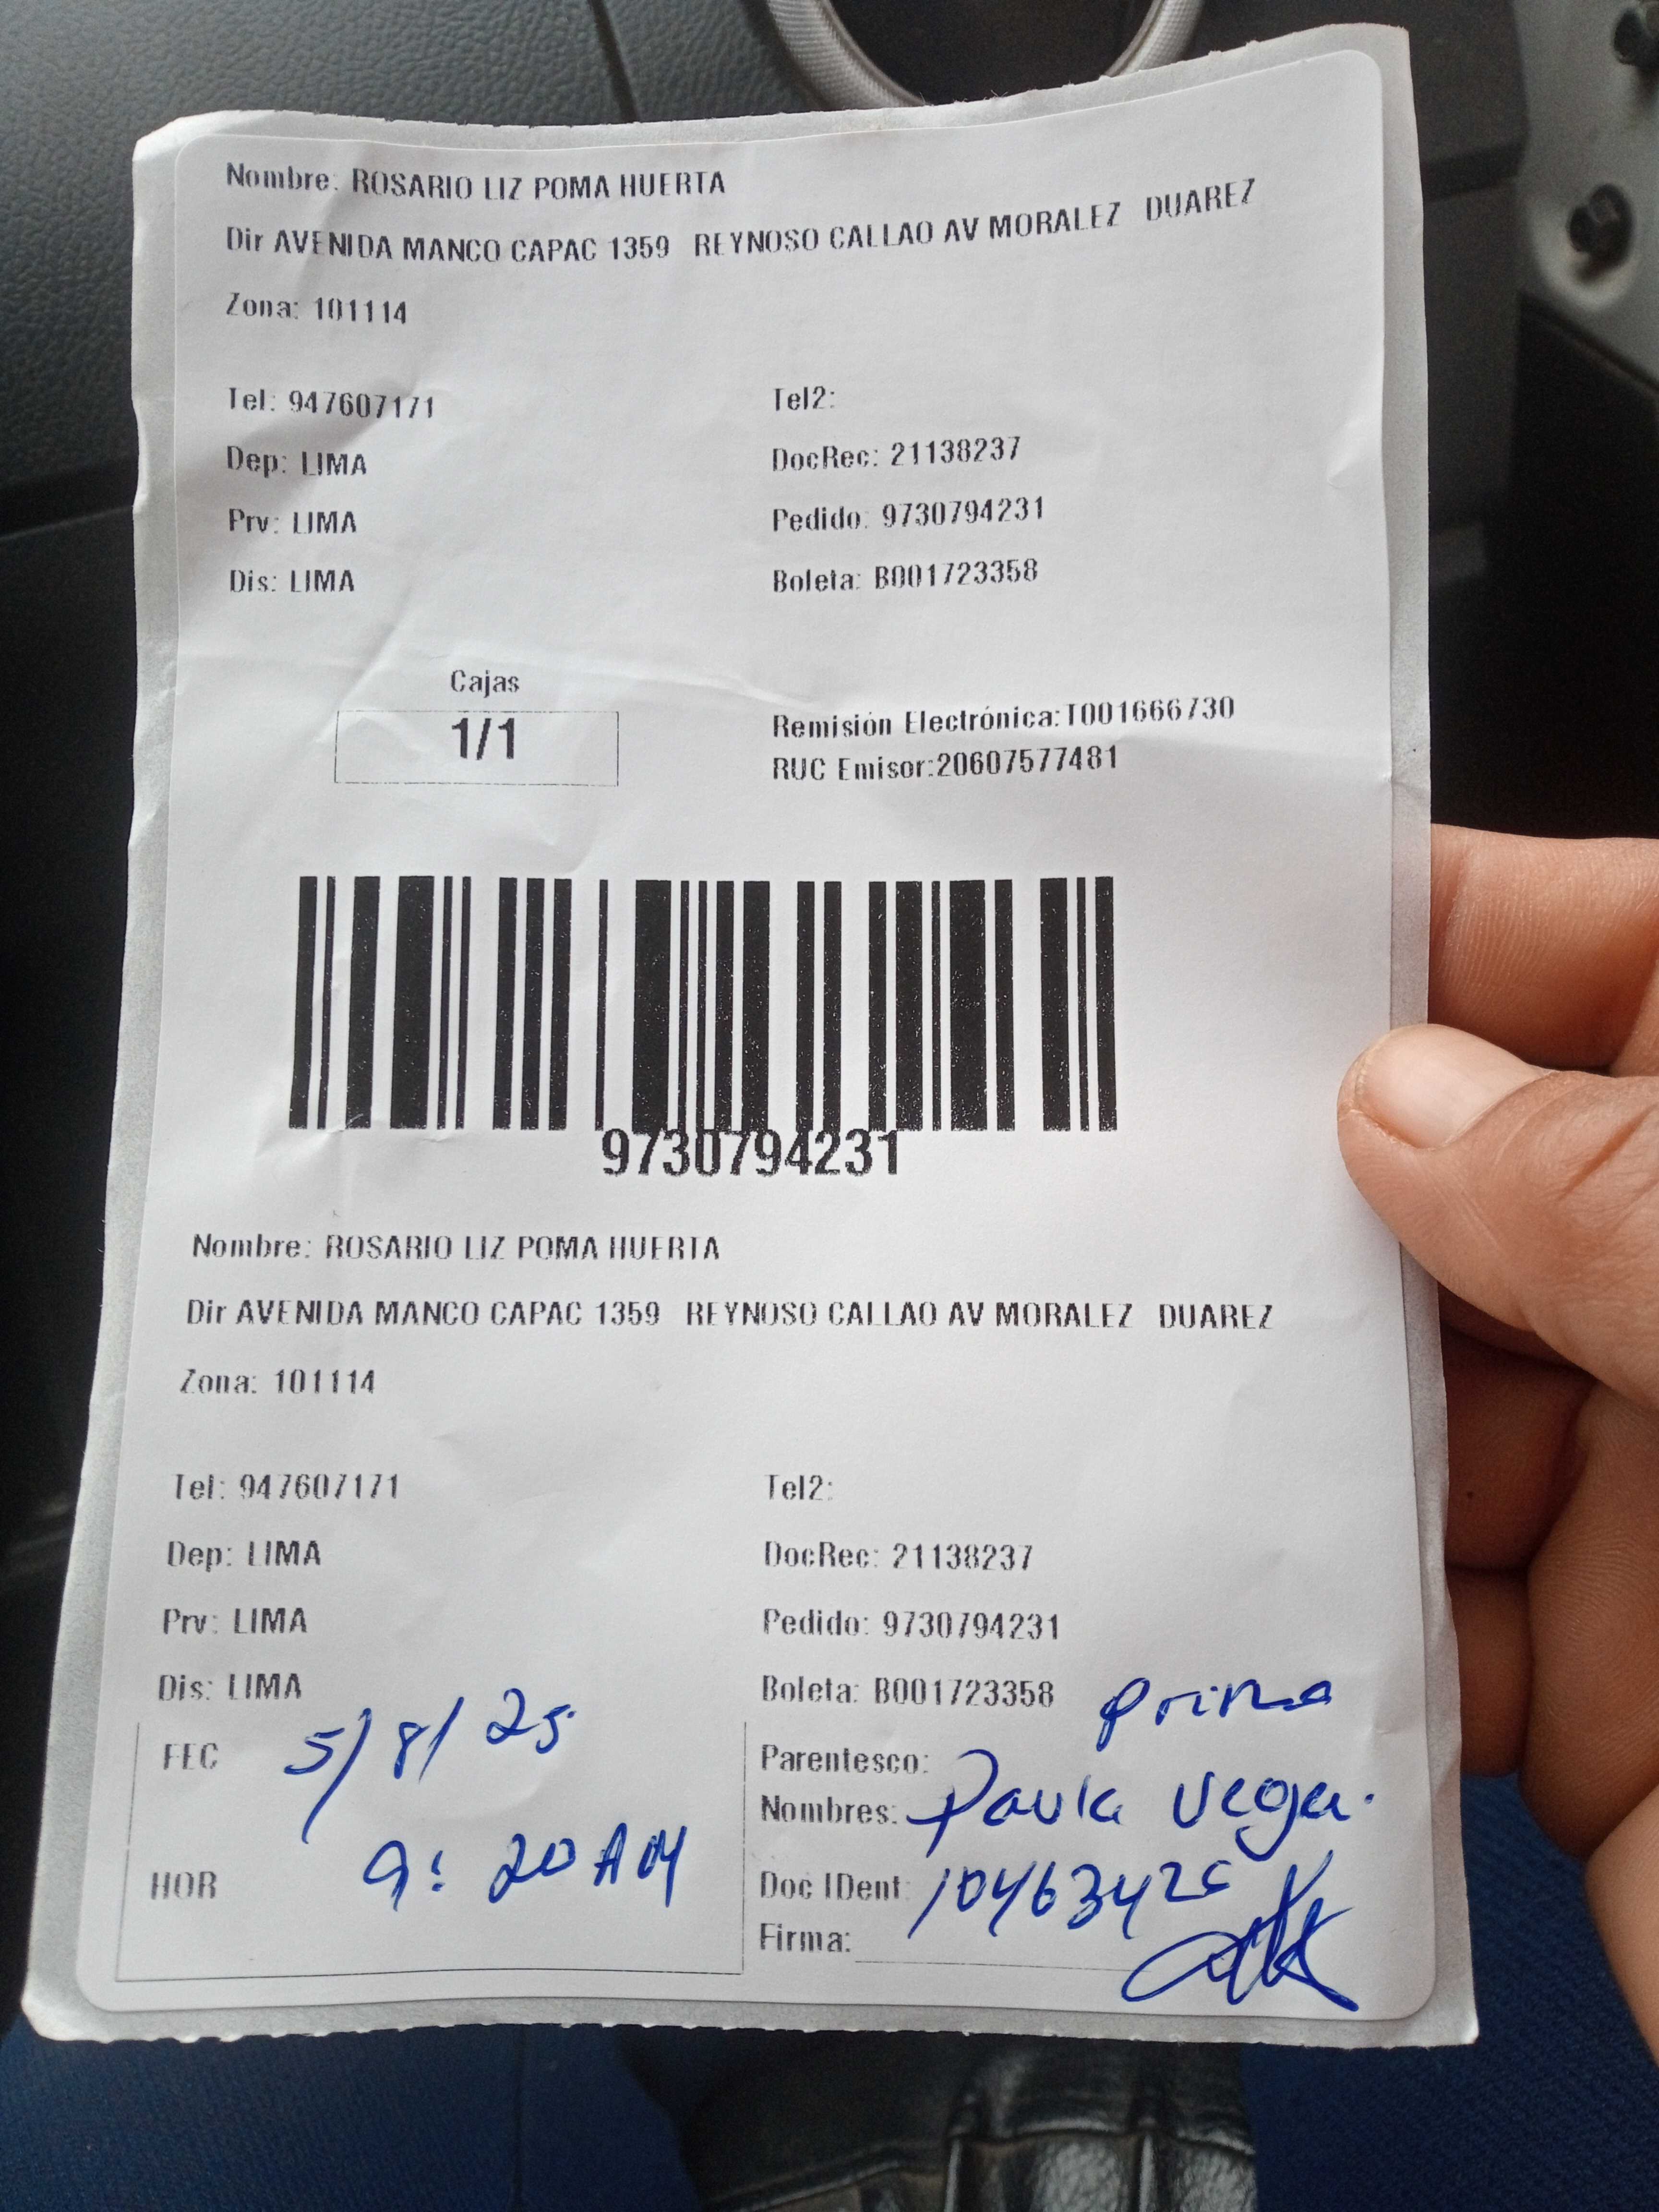 Nombre: ROSARIO LIZ POMA HUERTA
Dir AVENIDA MANCO CAPAC 1359 REYNOSO CALLAO AV MORALEZ DUAREZ
Zona: 101114
Tel: 947607171 Tel2:
Dep: LIMA DocRec: 21138237
Prv: LIMA Pedido: 9730794231
Dis: LIMA Boleta: B001723358
Cajas
1/1
Remisión Electrónica:T001666730
RUC Emisor:20607577481
9730794231
Nombre: ROSARIO LIZ POMA HUERTA
Dir AVENIDA MANCO CAPAC 1359 REYNOSO CALLAO AV MORALEZ DUAREZ
Zona: 101114
Tel: 947607171 Tel2:
Dep: LIMA DocRec: 21138237
Prv: LIMA Pedido: 9730794231
Dis: LIMA Boleta: B001723358
FEC 5/8/25
HOR 9:20 AM
prima
Parentesco:
Nombres: Paula Vega.
Doc IDent:
Firma: